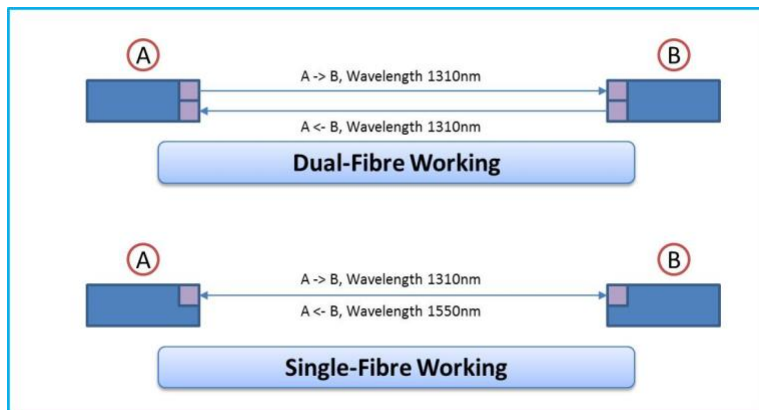 A
B
A -> B, Wavelength 1310nm
A <- B, Wavelength 1310nm
Dual-Fibre Working
A
B
A -> B, Wavelength 1310nm
A <- B, Wavelength 1550nm
Single-Fibre Working